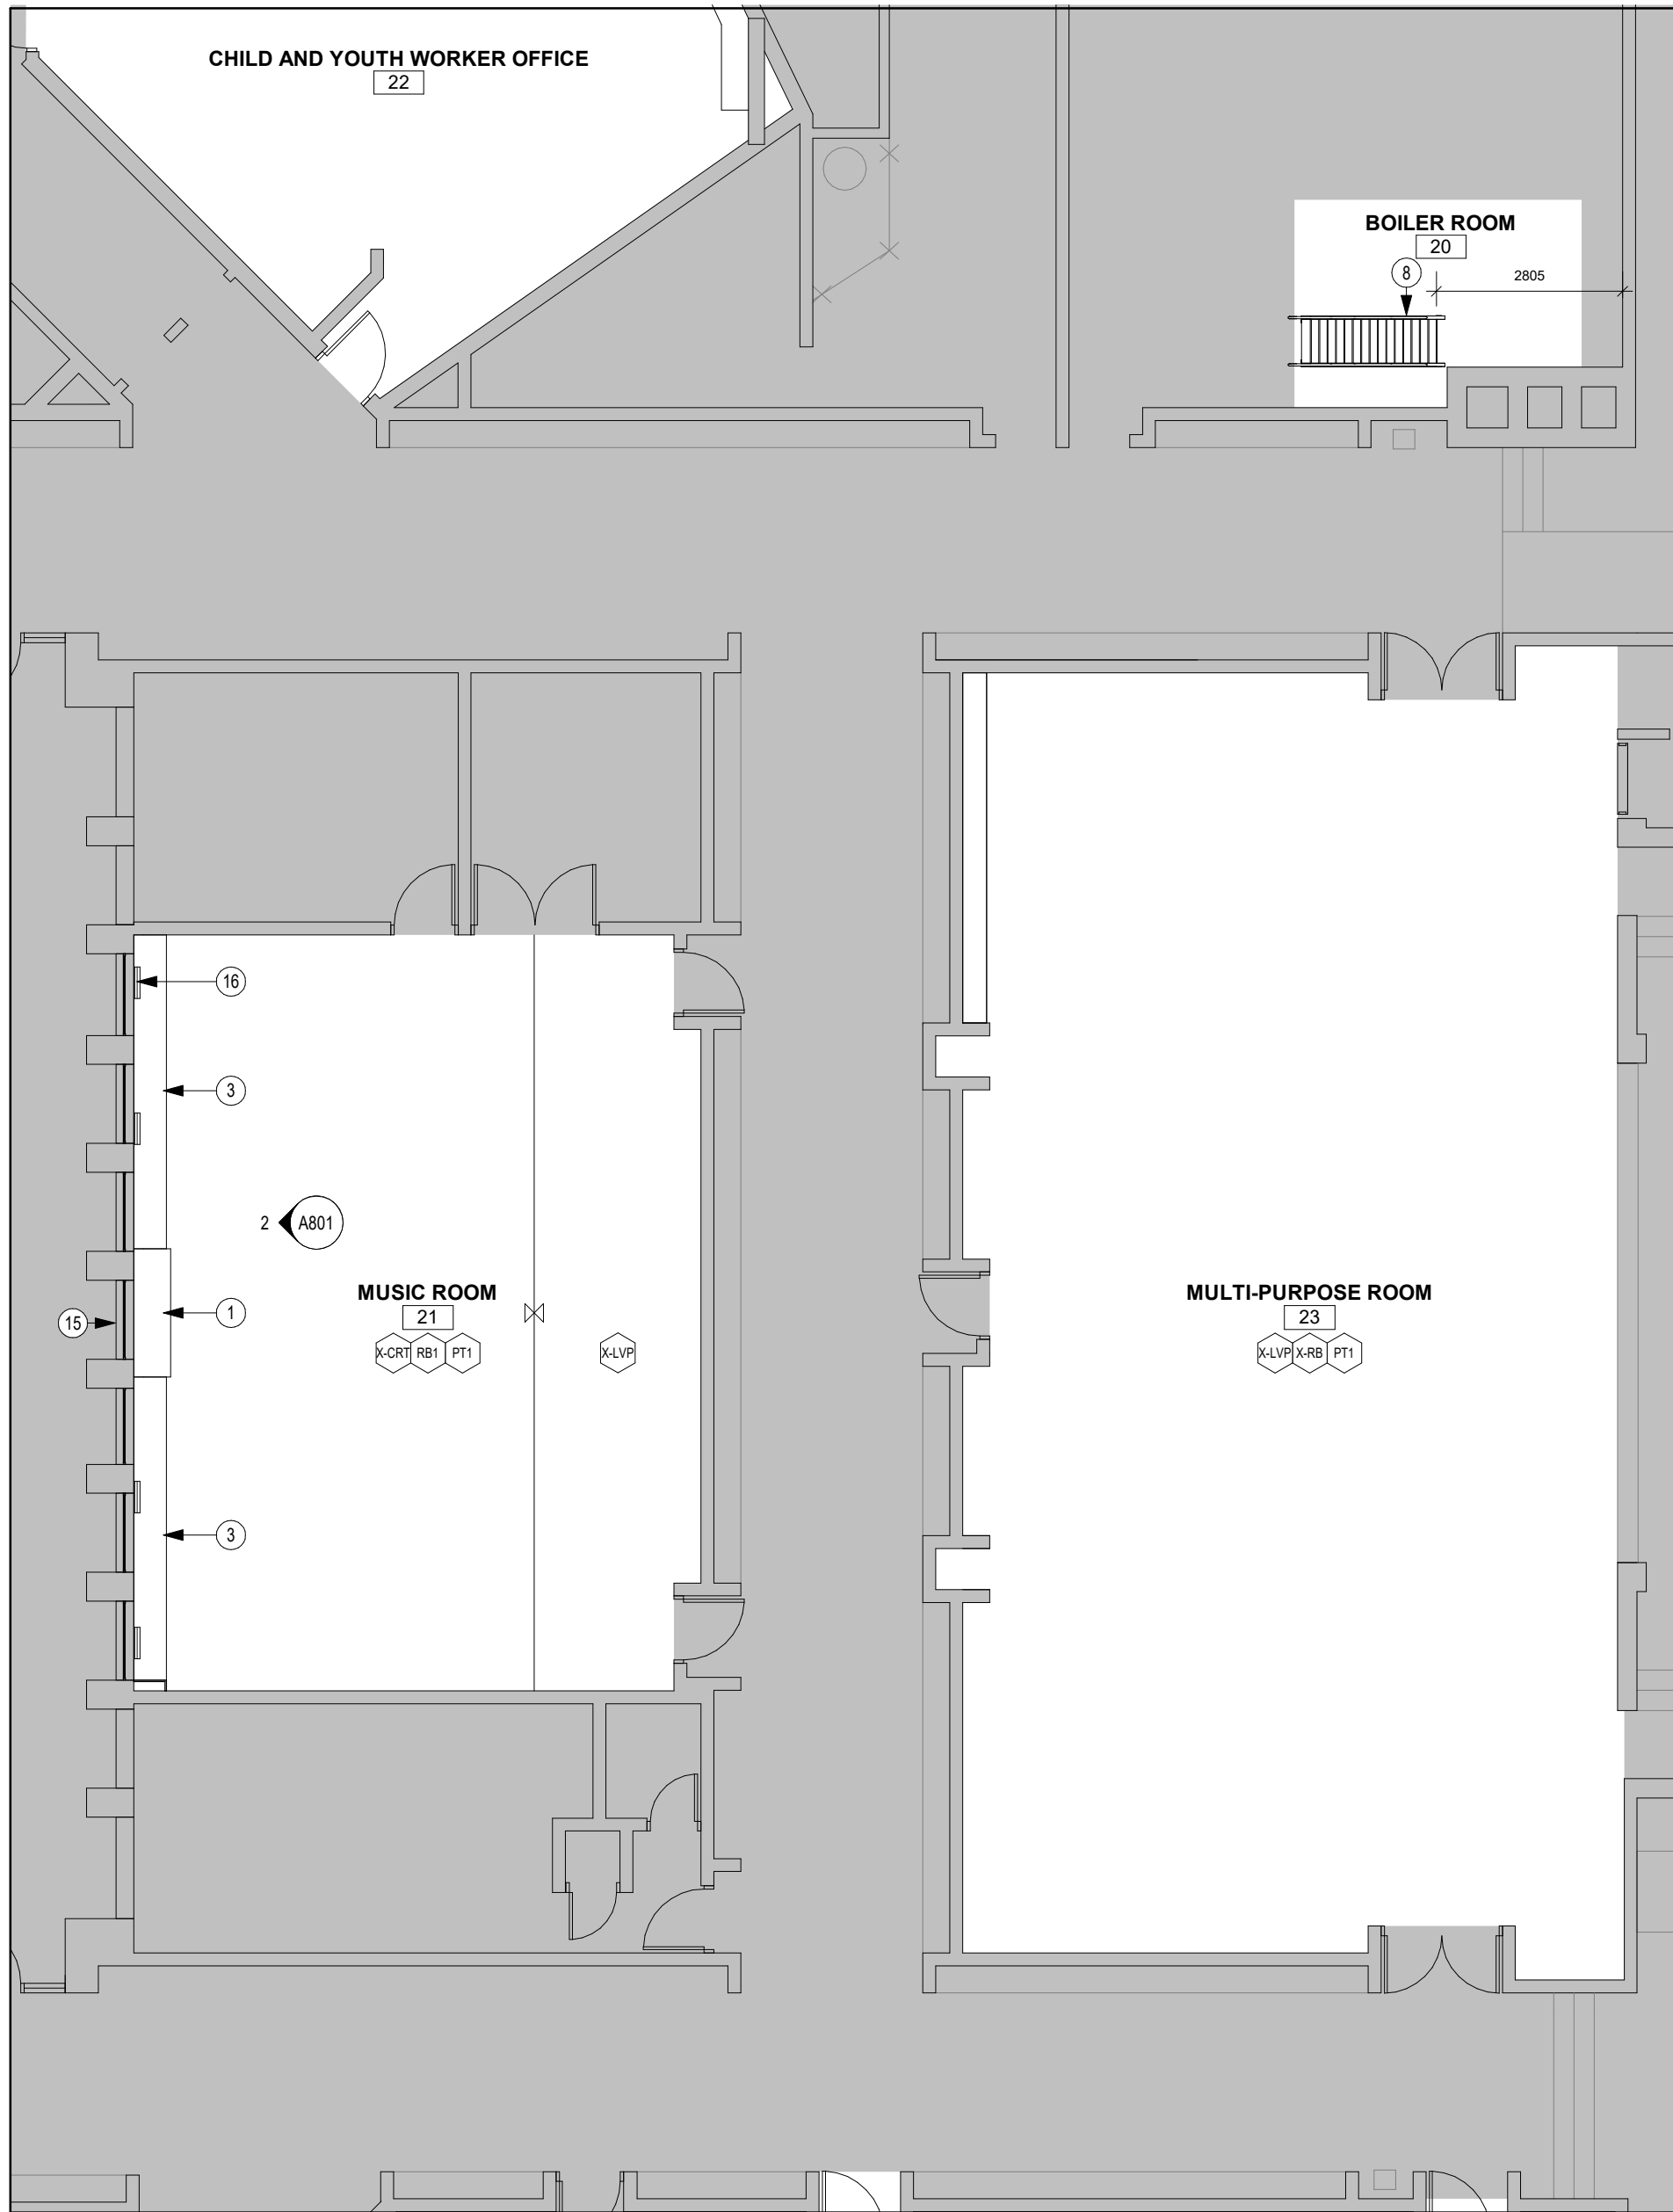 CHILD AND YOUTH WORKER OFFICE
22
BOILER ROOM
20
8
2805
16
3
2 A801
MUSIC ROOM
21
1
15
X-CRT RB1 PT1
X-LVP
3
MULTI-PURPOSE ROOM
23
X-LVP X-RB PT1